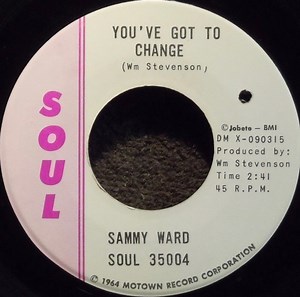 YOU'VE GOT TO
CHANGE
(Wm Stevenson)
SOUL
©Jobete - BMI
DM X-090315
Produced by:
Wm Stevenson
Time 2:41
45 R.P.M.
SAMMY WARD
SOUL 35004
© 1964 MOTOWN RECORD CORPORATION